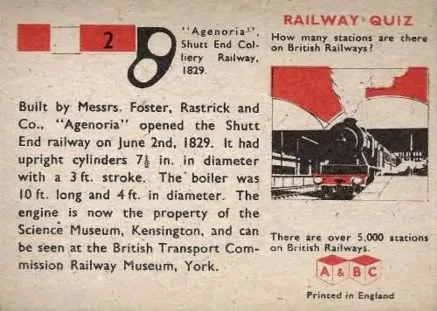 2
"Agenoria",
Shutt End Col-
liery Railway,
1829.
Built by Messrs. Foster, Rastrick and
Co., "Agenoria" opened the Shutt
End railway on June 2nd, 1829. It had
upright cylinders 7½ in. in diameter
with a 3 ft. stroke. The boiler was
10 ft. long and 4 ft. in diameter. The
engine is now the property of the
Science Museum, Kensington, and can
be seen at the British Transport Com-
mission Railway Museum, York.
RAILWAY QUIZ
How many stations are there
on British Railways?
There are over 5,000 stations
on British Railways.
A & B C
Printed in England